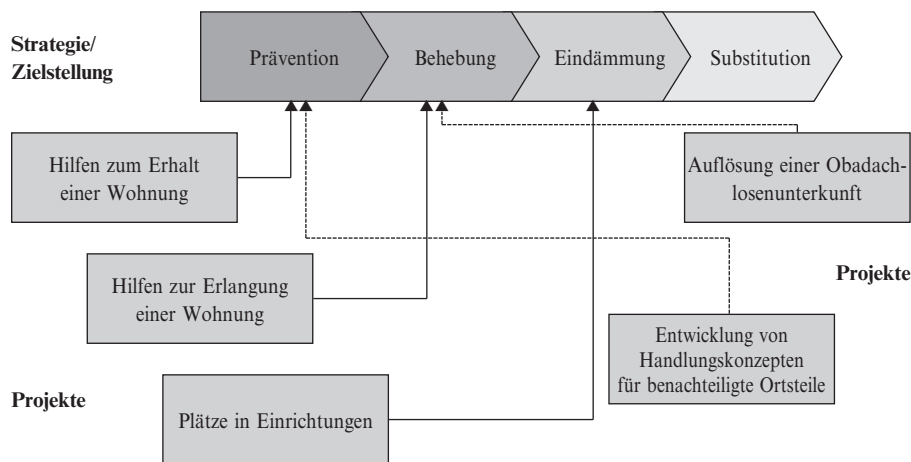 Strategie/
Zielstellung
Prävention
Behebung
Eindämmung
Substitution
Hilfen zum Erhalt
einer Wohnung
Auflösung einer Obadach-
losenunterkunft
Hilfen zur Erlangung
einer Wohnung
Projekte
Entwicklung von
Handlungskonzepten
für benachteiligte Ortsteile
Projekte
Plätze in Einrichtungen